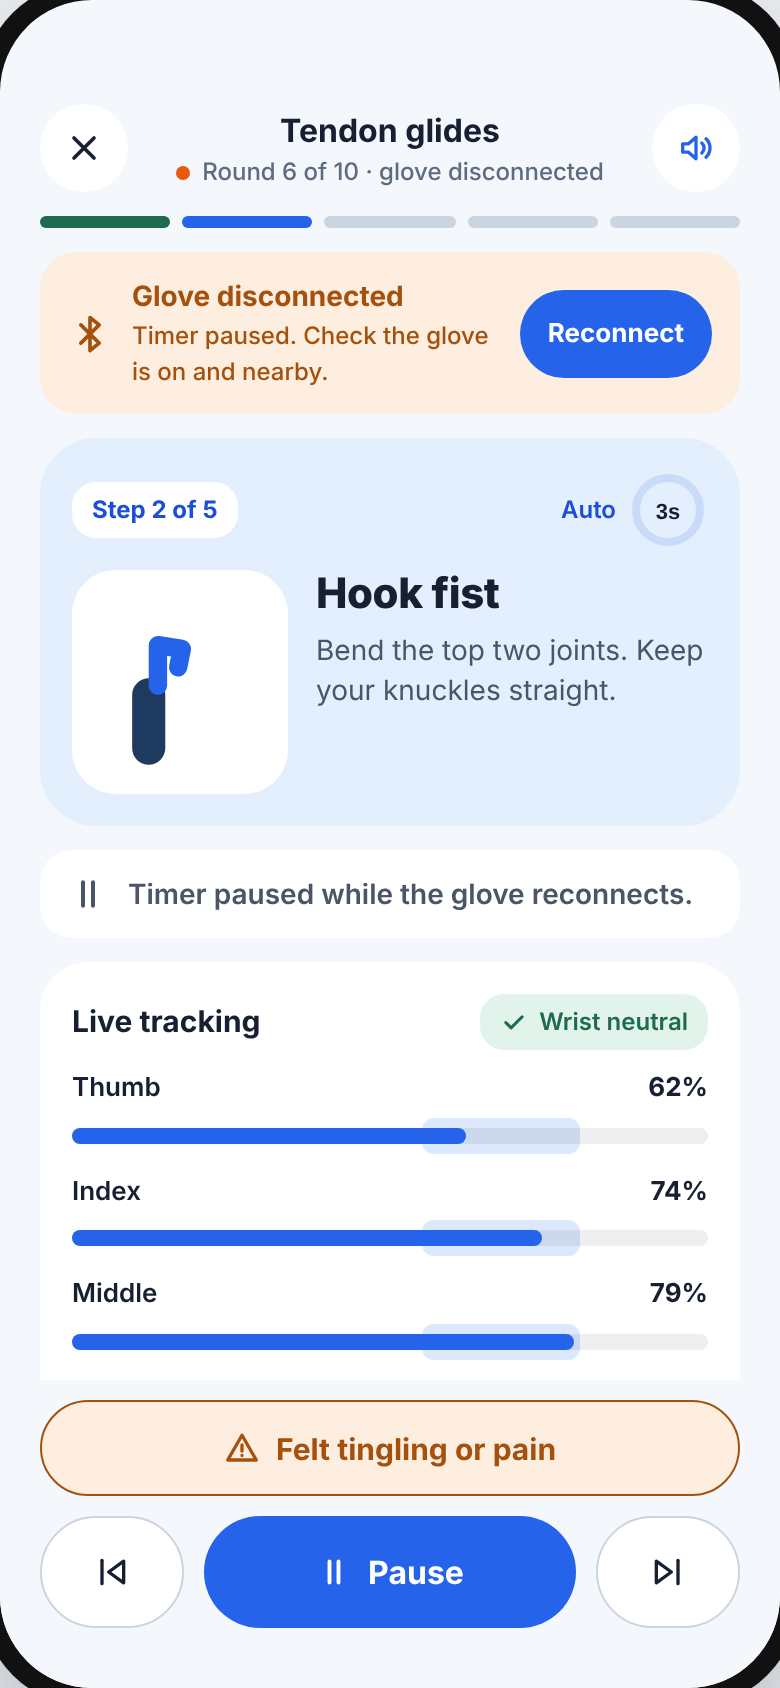 Tendon glides
Round 6 of 10 · glove disconnected
Glove disconnected
Timer paused. Check the glove
is on and nearby.
Reconnect
Step 2 of 5
Auto
3s
Hook fist
Bend the top two joints. Keep
your knuckles straight.
Timer paused while the glove reconnects.
Live tracking
Wrist neutral
Thumb
62%
Index
74%
Middle
79%
Felt tingling or pain
Pause